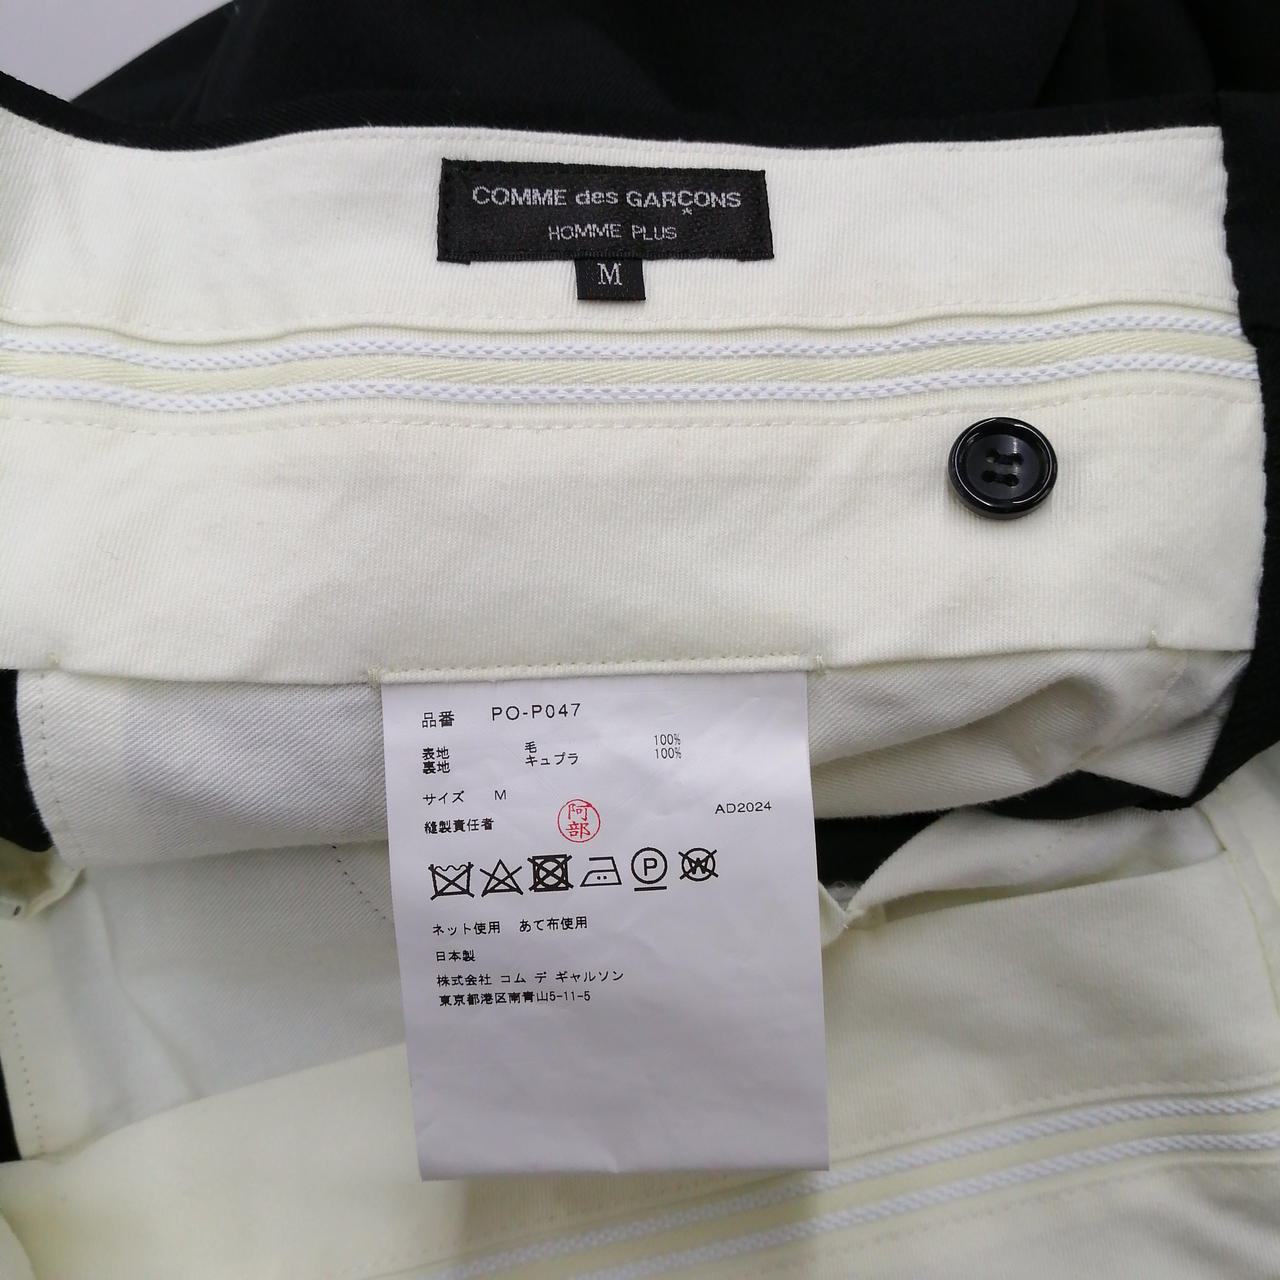 COMME des GARÇONS
HOMME PLUS
M
品番 PO-P047
表地 毛 100%
裏地 キュプラ 100%
サイズ M
AD2024
縫製責任者 阿部
P W
ネット使用 あて布使用
日本製
株式会社 コム デ ギャルソン
東京都港区南青山5-11-5